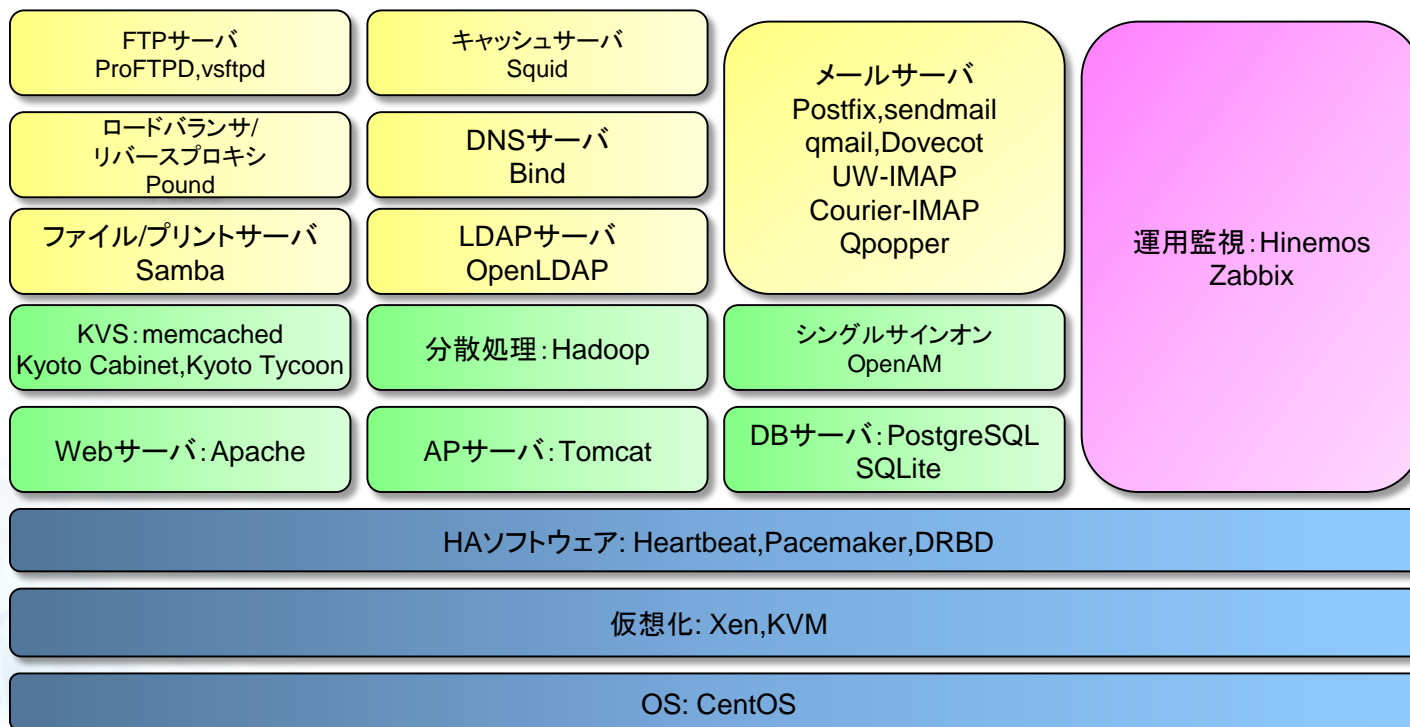 FTPサーバ
ProFTPD,vsftpd
キャッシュサーバ
Squid
メールサーバ
Postfix,sendmail
qmail,Dovecot
UW-IMAP
Courier-IMAP
Qpopper
運用監視：Hinemos
Zabbix
ロードバランサ/
リバースプロキシ
Pound
DNSサーバ
Bind
ファイル/プリントサーバ
Samba
LDAPサーバ
OpenLDAP
KVS：memcached
Kyoto Cabinet,Kyoto Tycoon
分散処理：Hadoop
シングルサインオン
OpenAM
Webサーバ：Apache
APサーバ：Tomcat
DBサーバ：PostgreSQL
SQLite
HAソフトウェア: Heartbeat,Pacemaker,DRBD
仮想化: Xen,KVM
OS: CentOS